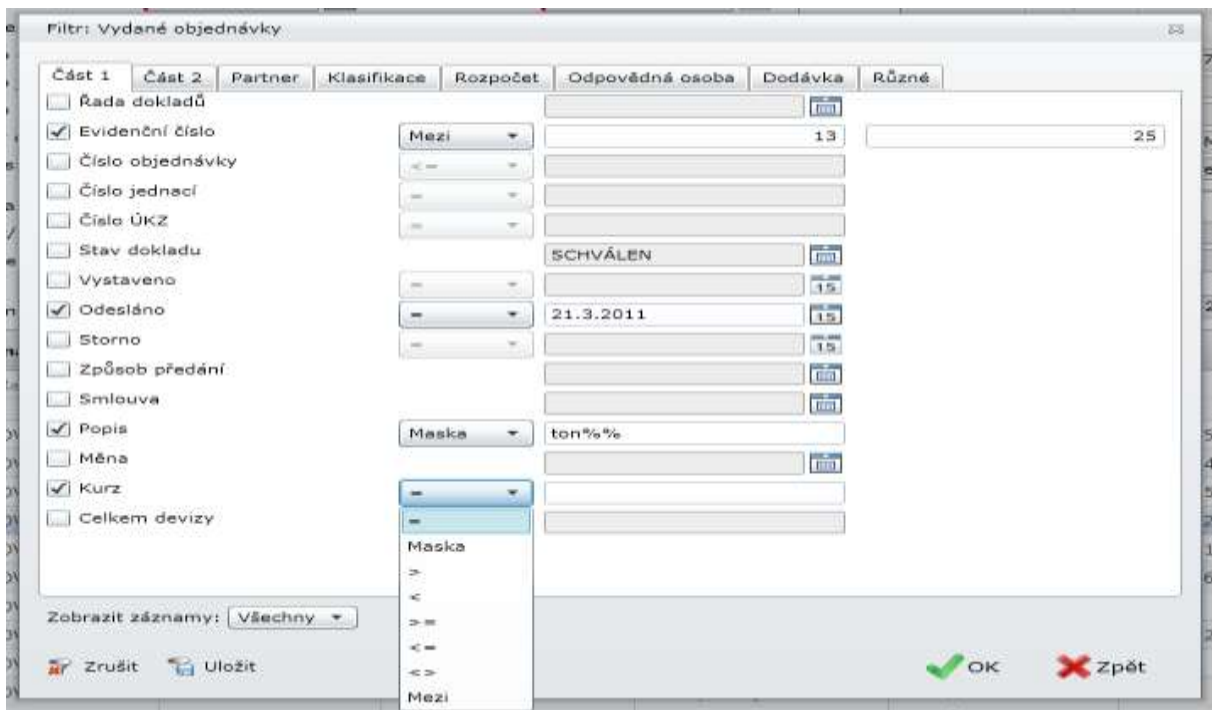 Filtr: Vydané objednávky
Část 1 Část 2 Partner Klasifikace Rozpočet Odpovědná osoba Dodávka Různé
Řada dokladů
Evidenční číslo Mezi 13 25
Číslo objednávky <=
Číslo jednací =
Číslo ÚKZ =
Stav dokladu SCHVÁLEN
Vystaveno = 15
Odesláno = 21.3.2011 15
Storno = 15
Způsob předání
Smlouva
Popis Maska ton%%
Měna
Kurz =
Celkem devizy =
Maska
>
<
Zobrazit záznamy: Všechny >=
<=
Zrušit Uložit <> OK Zpět
Mezi